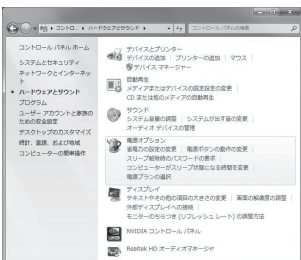 コントロ... ▸ ハードウェアとサウンド ▸
コントロール パネルの検索
コントロール パネル ホーム
システムとセキュリティ
ネットワークとインターネッ
ト
ハードウェアとサウンド
プログラム
ユーザー アカウントと家族の
ための安全設定
デスクトップのカスタマイズ
時計、言語、および地域
コンピューターの簡単操作
デバイスとプリンター
デバイスの追加 | プリンターの追加 | マウス |
デバイス マネージャー
自動再生
メディアまたはデバイスの既定設定の変更 |
CD または他のメディアの自動再生
サウンド
システム音量の調整 | システムが出す音の変更 |
オーディオ デバイスの管理
電源オプション
省電力の設定の変更 | 電源ボタンの動作の変更 |
スリープ解除時のパスワードの要求 |
コンピューターがスリープ状態になる時間を変更 |
電源プランの選択
ディスプレイ
テキストやその他の項目の大きさの変更 | 画面の解像度の調整 |
外部ディスプレイへの接続 |
モニターのちらつき (リフレッシュ レート) の調整方法
NVIDIA コントロール パネル
Realtek HD オーディオマネージャ